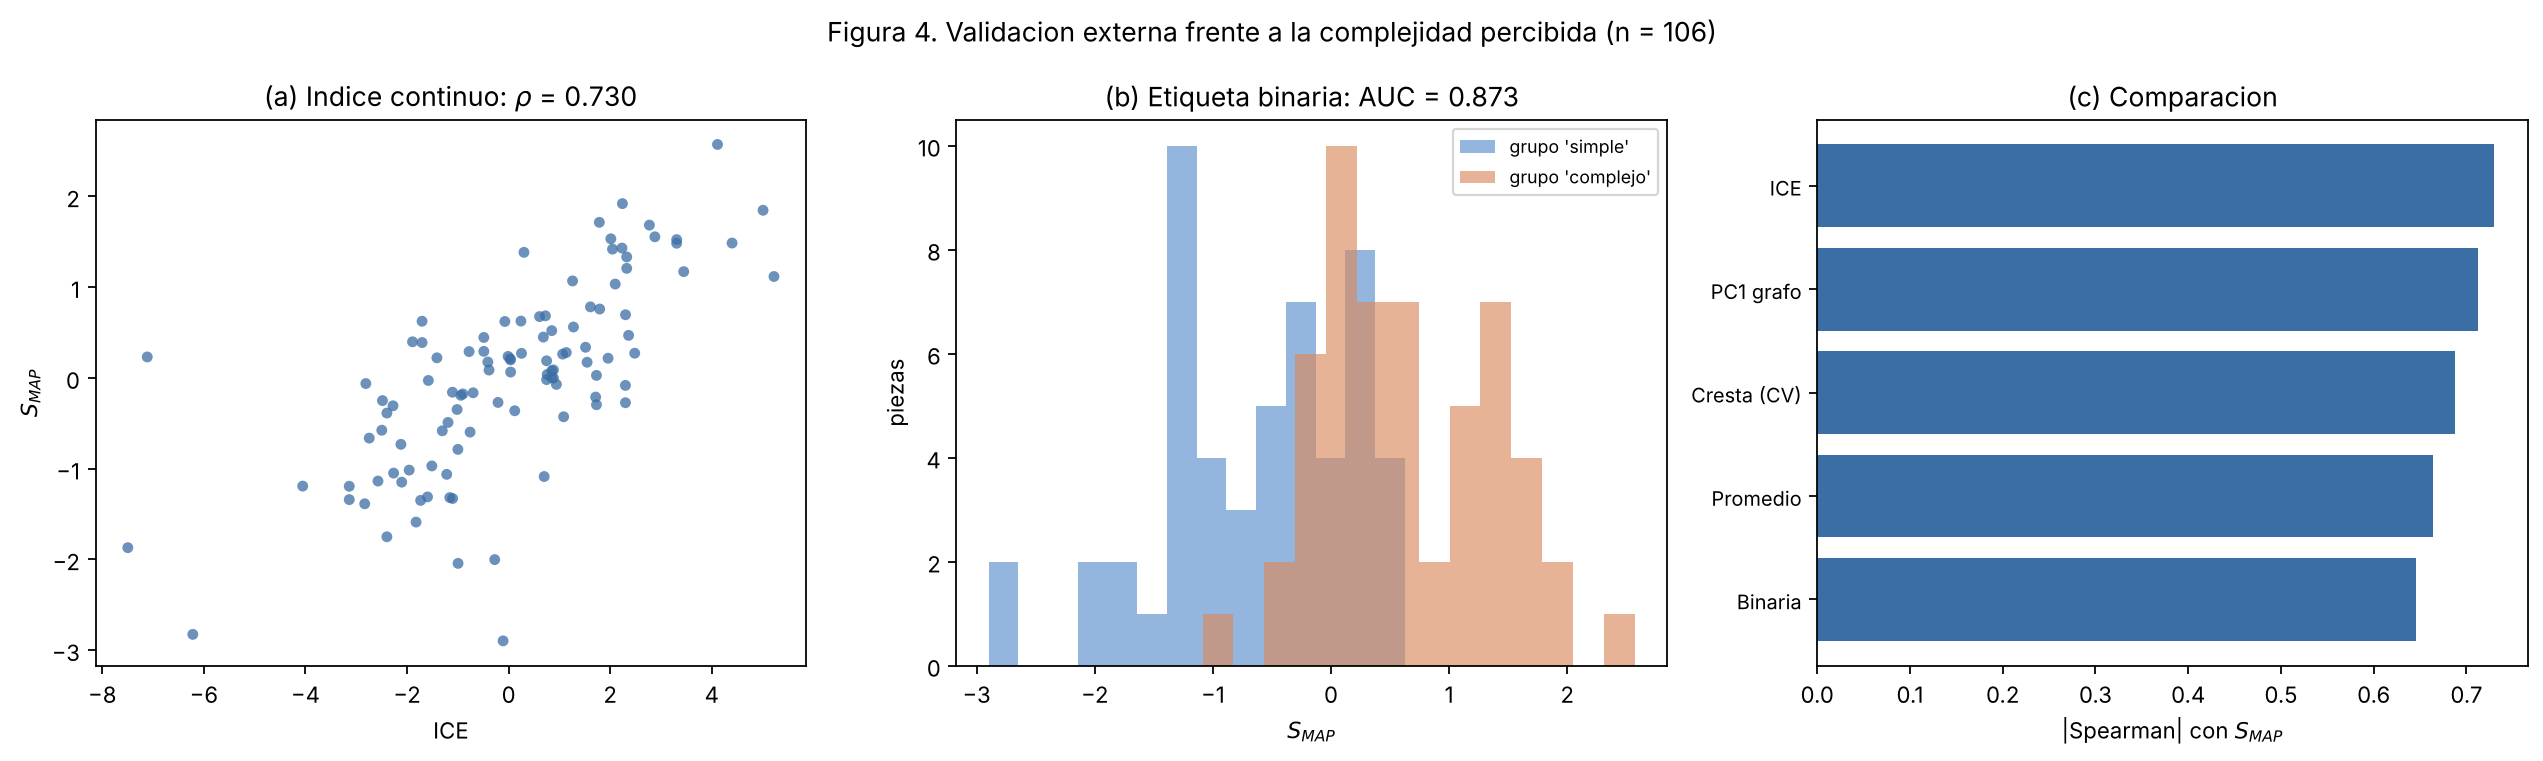 Figura 4. Validacion externa frente a la complejidad percibida (n = 106)
(a) Indice continuo: ρ = 0.730
2
1
0
−1
−2
−3
S_MAP
−8 −6 −4 −2 0 2 4
ICE
(b) Etiqueta binaria: AUC = 0.873
grupo 'simple'
grupo 'complejo'
10
8
6
4
2
0
piezas
−3 −2 −1 0 1 2
S_MAP
(c) Comparacion
ICE
PC1 grafo
Cresta (CV)
Promedio
Binaria
0.0 0.1 0.2 0.3 0.4 0.5 0.6 0.7
|Spearman| con S_MAP